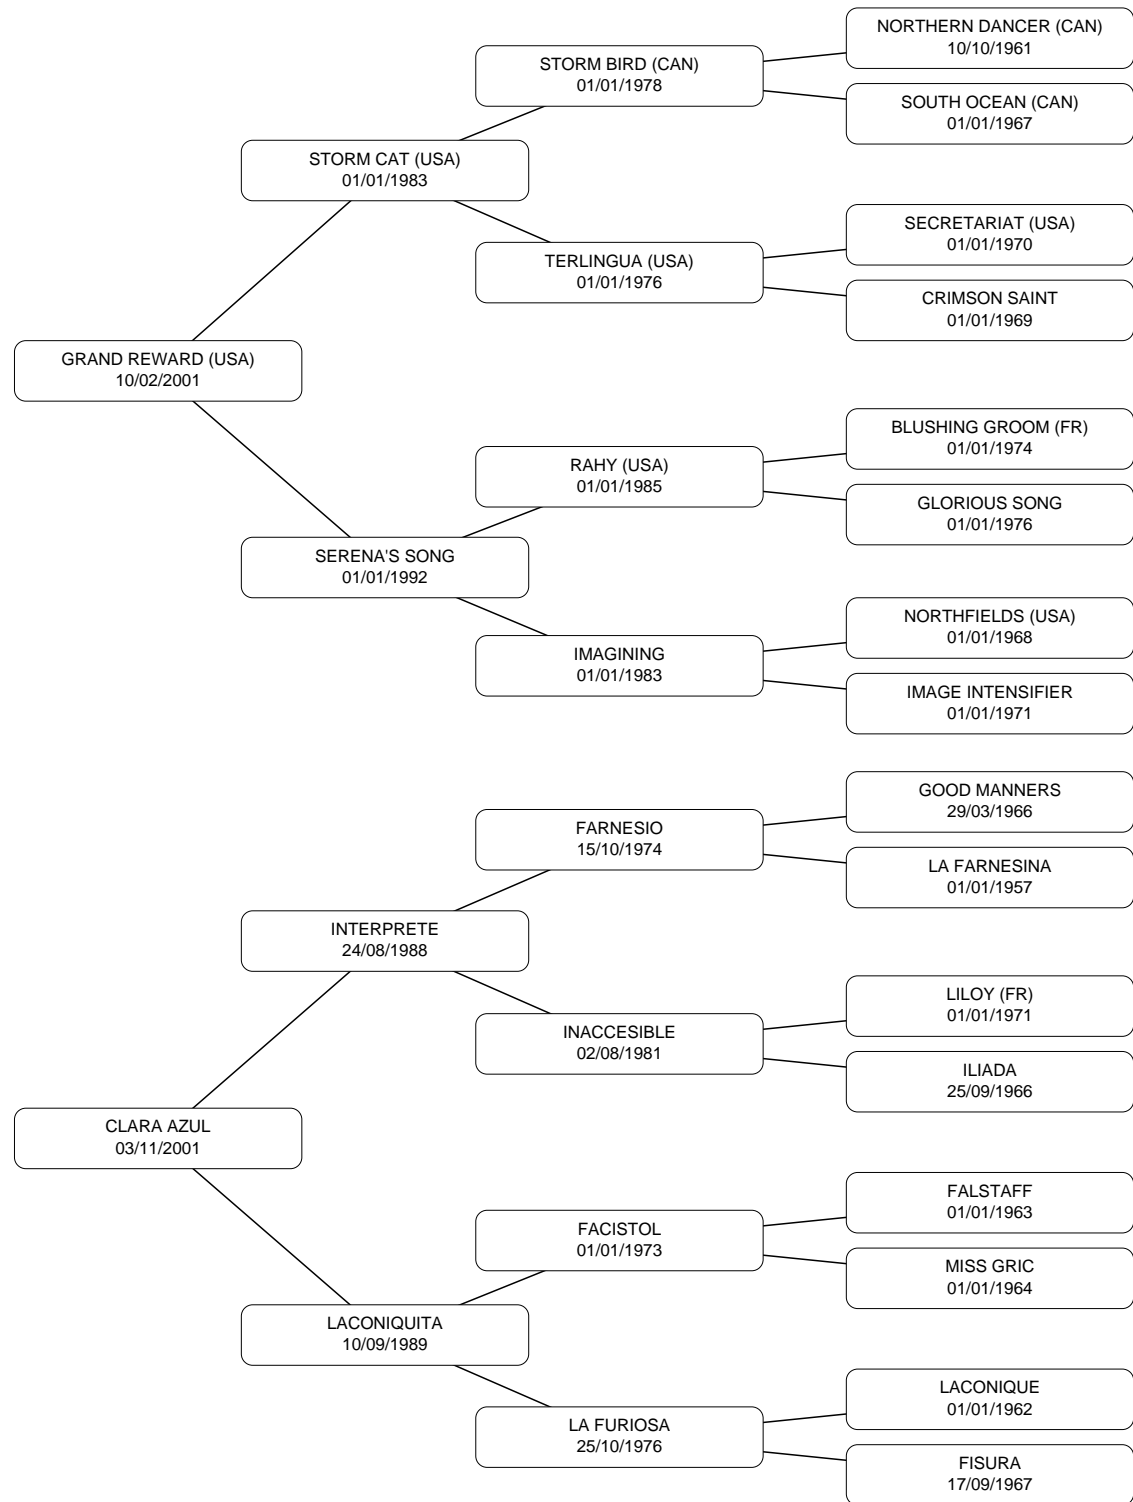 NORTHERN DANCER (CAN)
10/10/1961
STORM BIRD (CAN)
01/01/1978
SOUTH OCEAN (CAN)
01/01/1967
STORM CAT (USA)
01/01/1983
SECRETARIAT (USA)
01/01/1970
TERLINGUA (USA)
01/01/1976
CRIMSON SAINT
01/01/1969
GRAND REWARD (USA)
10/02/2001
BLUSHING GROOM (FR)
01/01/1974
RAHY (USA)
01/01/1985
GLORIOUS SONG
01/01/1976
SERENA'S SONG
01/01/1992
NORTHFIELDS (USA)
01/01/1968
IMAGINING
01/01/1983
IMAGE INTENSIFIER
01/01/1971
GOOD MANNERS
29/03/1966
FARNESIO
15/10/1974
LA FARNESINA
01/01/1957
INTERPRETE
24/08/1988
LILOY (FR)
01/01/1971
INACCESIBLE
02/08/1981
ILIADA
25/09/1966
CLARA AZUL
03/11/2001
FALSTAFF
01/01/1963
FACISTOL
01/01/1973
MISS GRIC
01/01/1964
LACONIQUITA
10/09/1989
LACONIQUE
01/01/1962
LA FURIOSA
25/10/1976
FISURA
17/09/1967